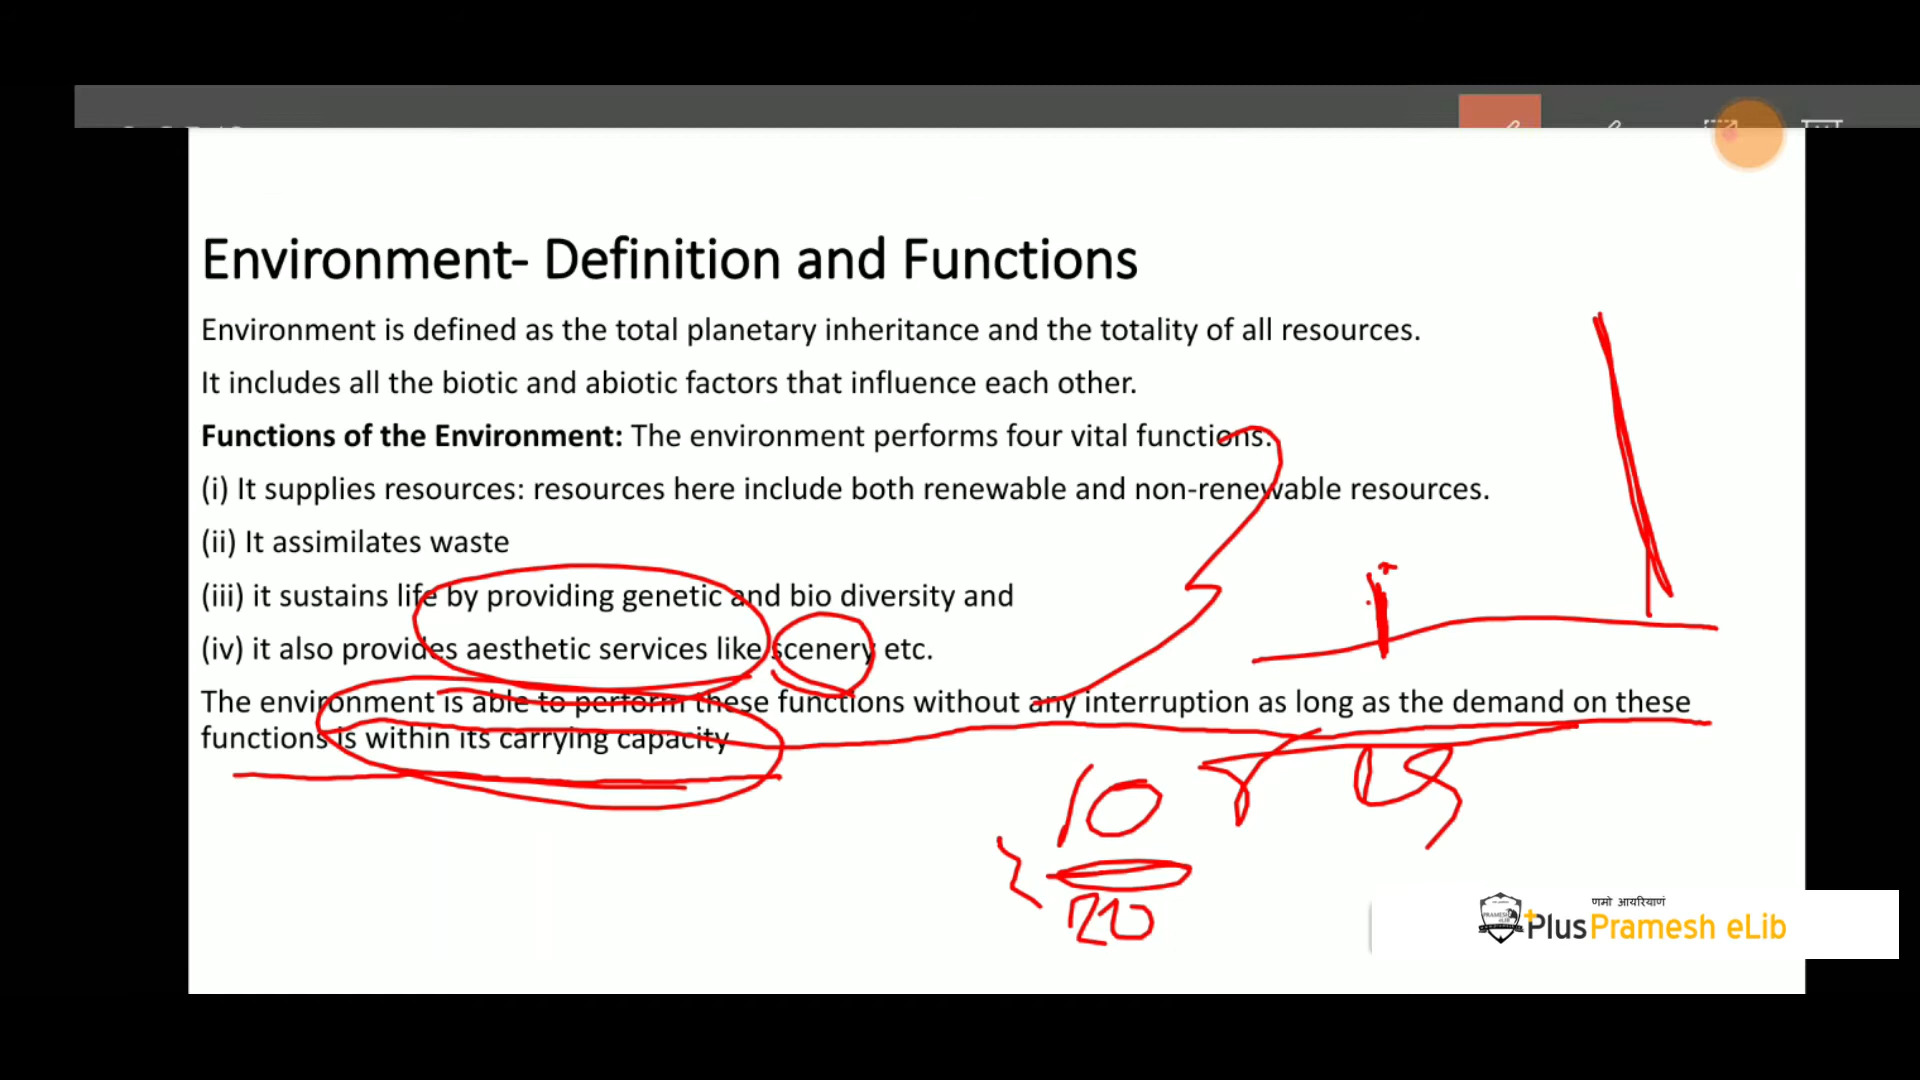 Environment- Definition and Functions
Environment is defined as the total planetary inheritance and the totality of all resources.
It includes all the biotic and abiotic factors that influence each other.
Functions of the Environment: The environment performs four vital functions:
(i) It supplies resources: resources here include both renewable and non-renewable resources.
(ii) It assimilates waste
(iii) it sustains life by providing genetic and bio diversity and
(iv) it also provides aesthetic services like scenery etc.
The environment is able to perform these functions without any interruption as long as the demand on these
functions is within its carrying capacity
10
20
णमो आयरियाणं
PlusPramesh eLib